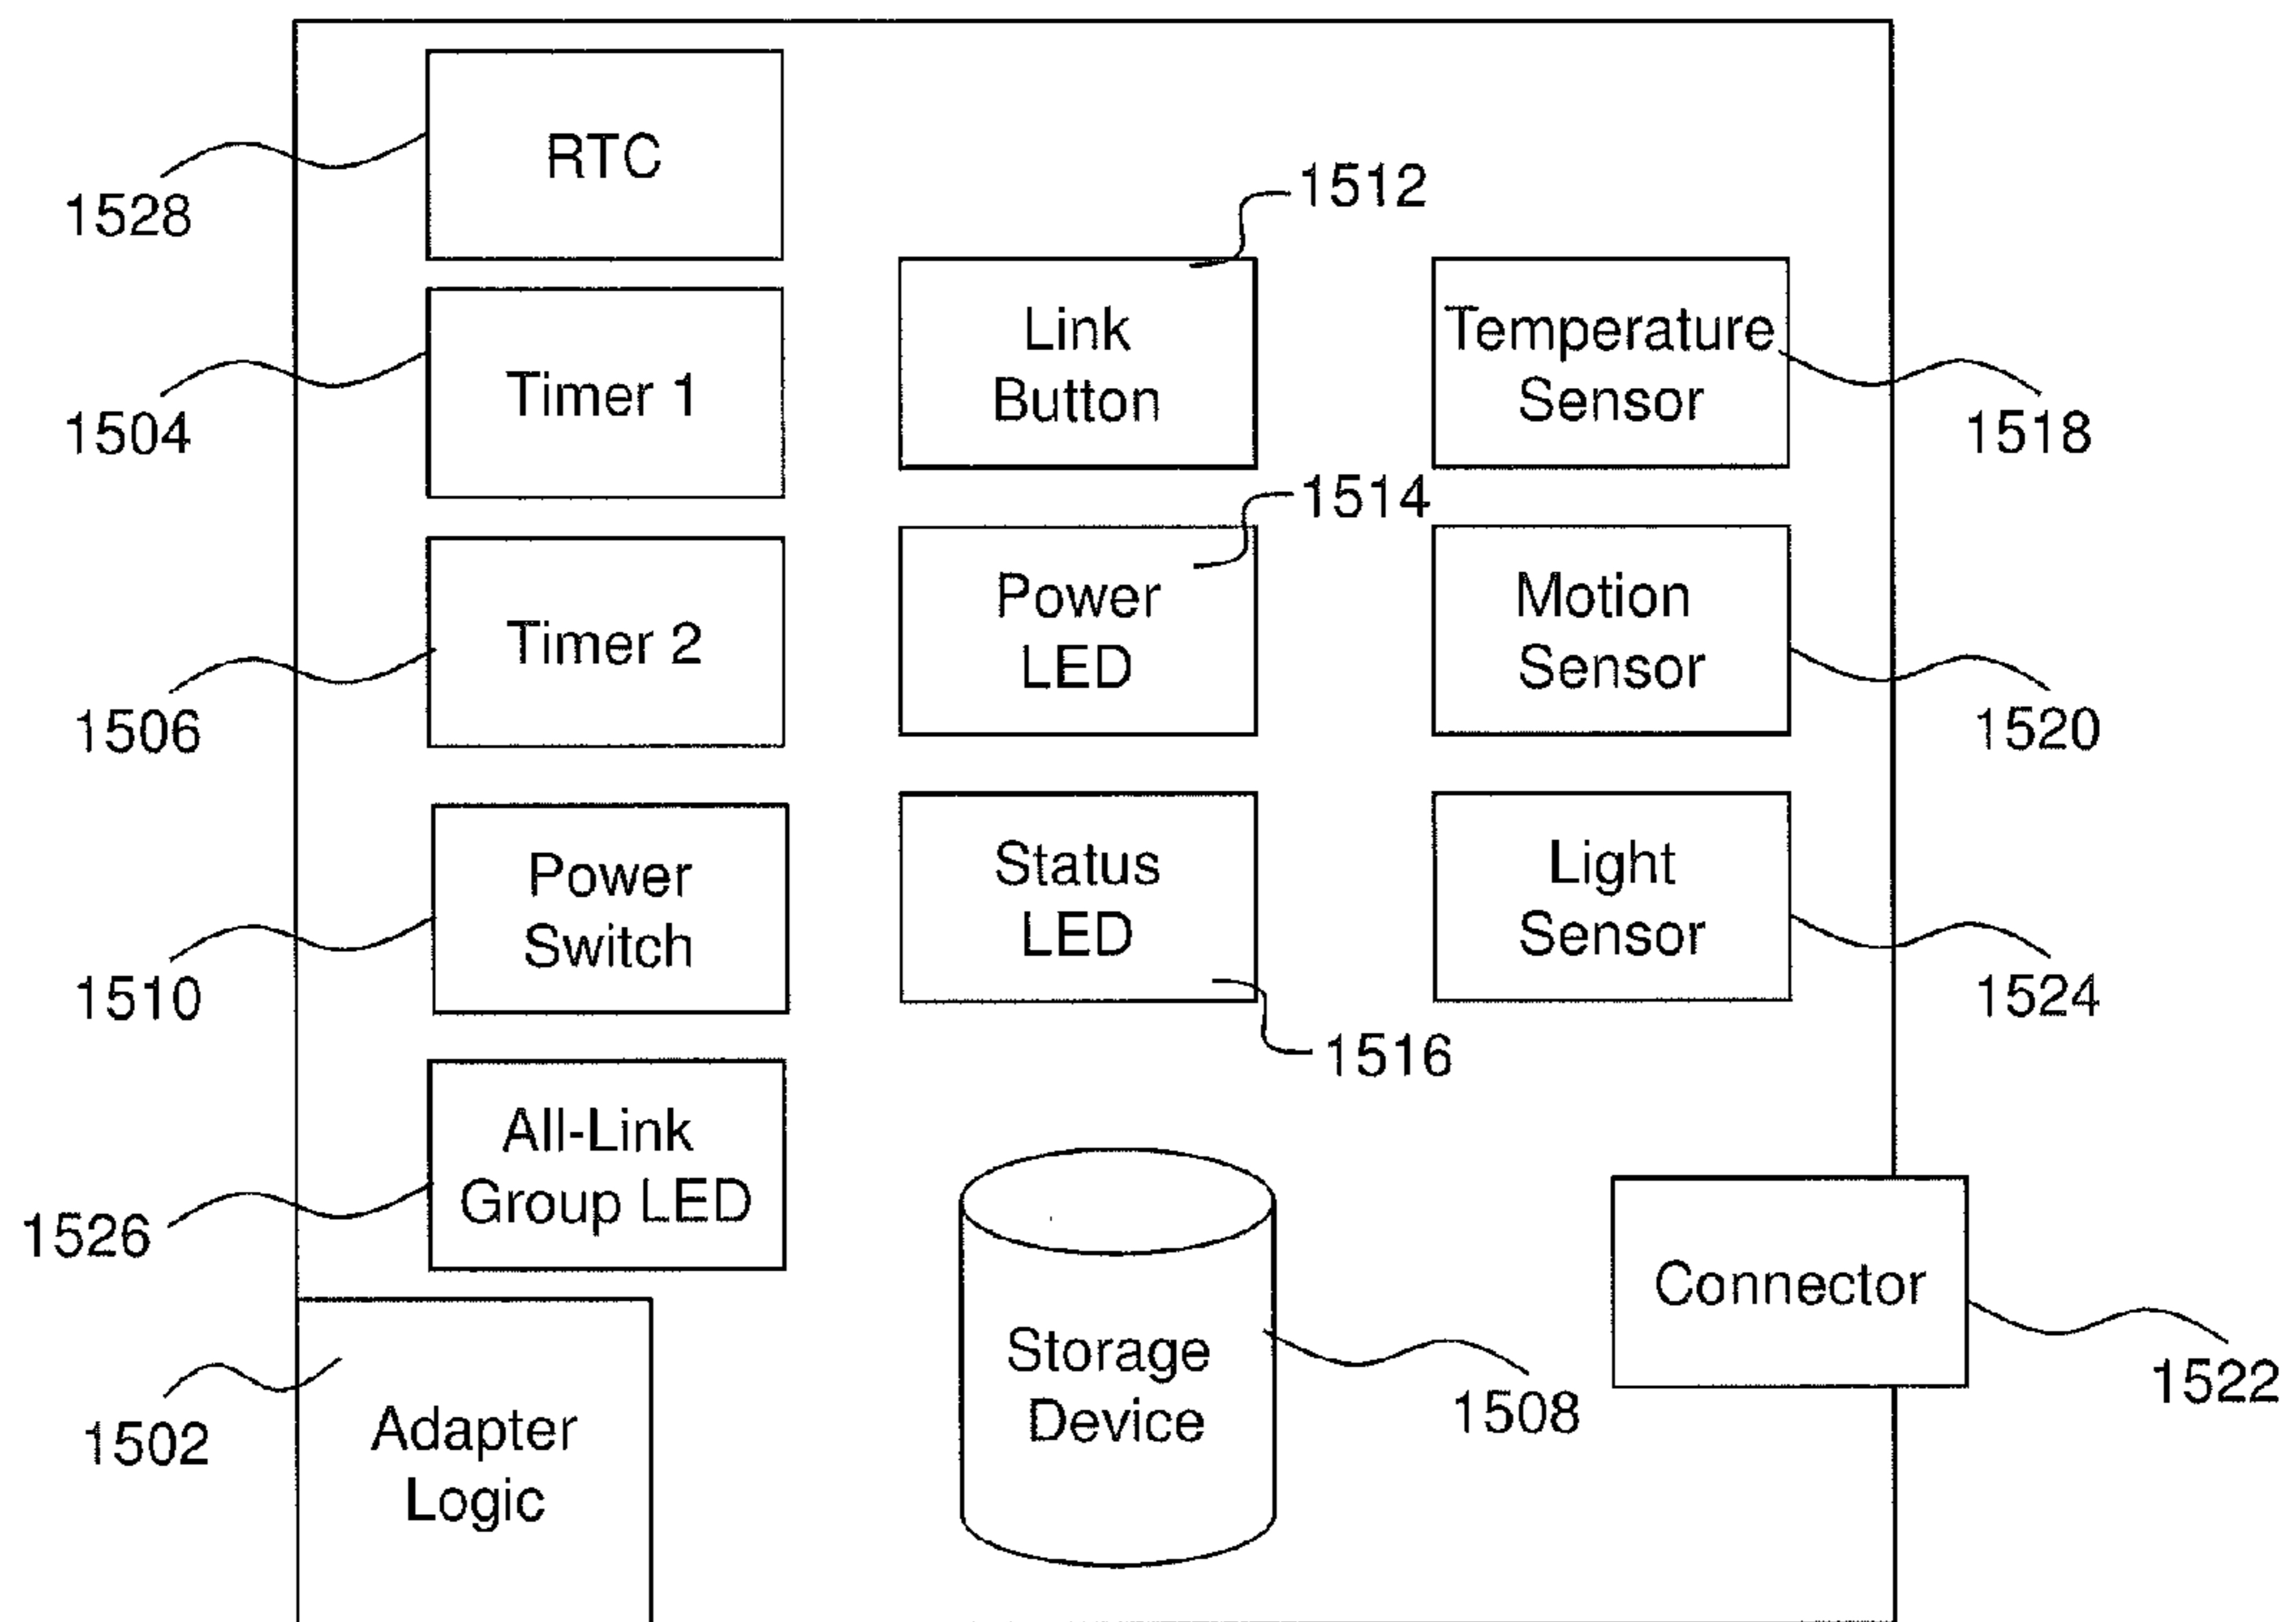 RTC
1528
1512
Link
Button
Temperature
Sensor
1518
Timer 1
1504
1514
Power
LED
Motion
Sensor
1520
Timer 2
1506
Power
Switch
1510
Status
LED
1516
Light
Sensor
1524
All-Link
Group LED
1526
Connector
1522
Storage
Device
1508
Adapter
Logic
1502